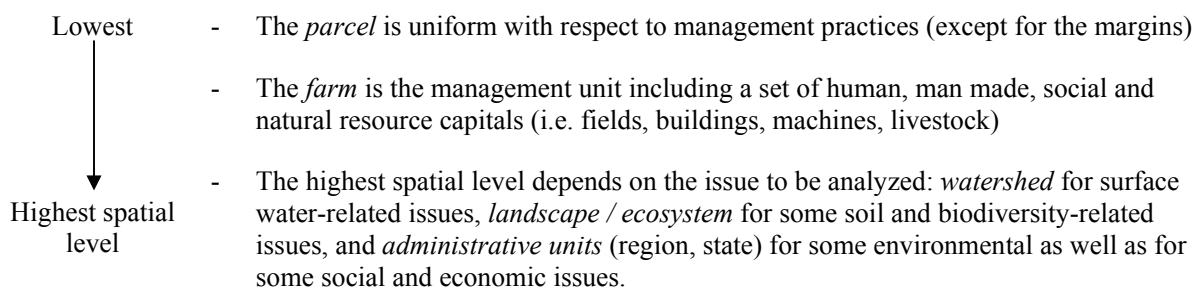 Lowest - The parcel is uniform with respect to management practices (except for the margins)
- The farm is the management unit including a set of human, man made, social and
natural resource capitals (i.e. fields, buildings, machines, livestock)
- The highest spatial level depends on the issue to be analyzed: watershed for surface
Highest spatial water-related issues, landscape / ecosystem for some soil and biodiversity-related
level issues, and administrative units (region, state) for some environmental as well as for
some social and economic issues.